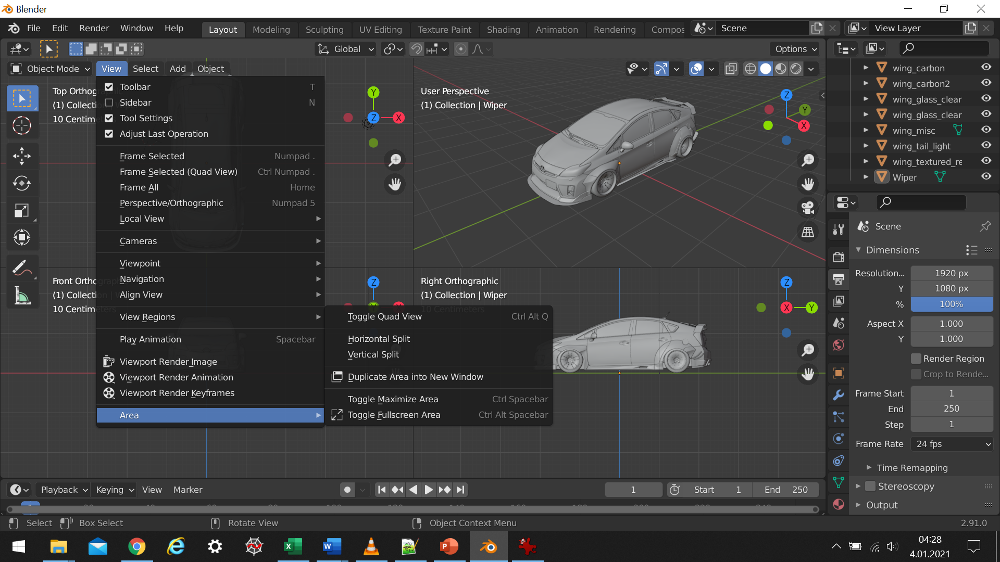 Blender
File Edit Render Window Help Layout Modeling Sculpting UV Editing Texture Paint Shading Animation Rendering Compos Scene View Layer
Global Options
Object Mode View Select Add Object
Toolbar T
Sidebar N
Tool Settings
Adjust Last Operation
Frame Selected Numpad .
Frame Selected (Quad View) Ctrl Numpad .
Frame All Home
Perspective/Orthographic Numpad 5
Local View
Cameras
Viewpoint
Navigation
Align View
View Regions
Play Animation Spacebar
Viewport Render Image
Viewport Render Animation
Viewport Render Keyframes
Area
Toggle Quad View Ctrl Alt Q
Horizontal Split
Vertical Split
Duplicate Area into New Window
Toggle Maximize Area Ctrl Spacebar
Toggle Fullscreen Area Ctrl Alt Spacebar
Top Orthographic
(1) Collection
10 Centimeters
Y
Z X
User Perspective
(1) Collection | Wiper
Z
Y
X
Front Orthographic
(1) Collection |
10 Centimeters
Z
Y X
Right Orthographic
(1) Collection | Wiper
10 Centimeters
Z
X Y
wing_carbon
wing_carbon2
wing_glass_clear
wing_glass_clear
wing_misc
wing_tail_light
wing_textured_re
Wiper
Scene
Dimensions
Resolution... 1920 px
Y 1080 px
% 100%
Aspect X 1.000
Y 1.000
Render Region
Crop to Rende...
Frame Start 1
End 250
Step 1
Frame Rate 24 fps
Time Remapping
Stereoscopy
Output
Playback Keying View Marker 1 Start 1 End 250
Select Box Select Rotate View Object Context Menu 2.91.0
04:28
4.01.2021